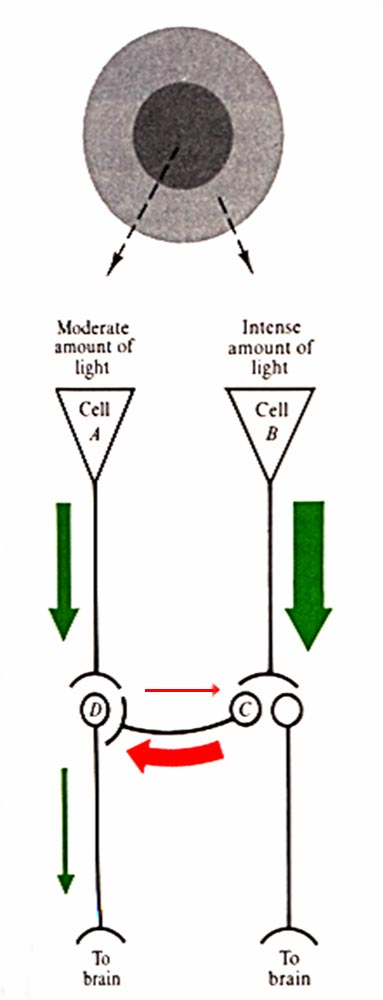 Moderate
amount of
light
Intense
amount of
light
Cell
A
Cell
B
D
C
To
brain
To
brain